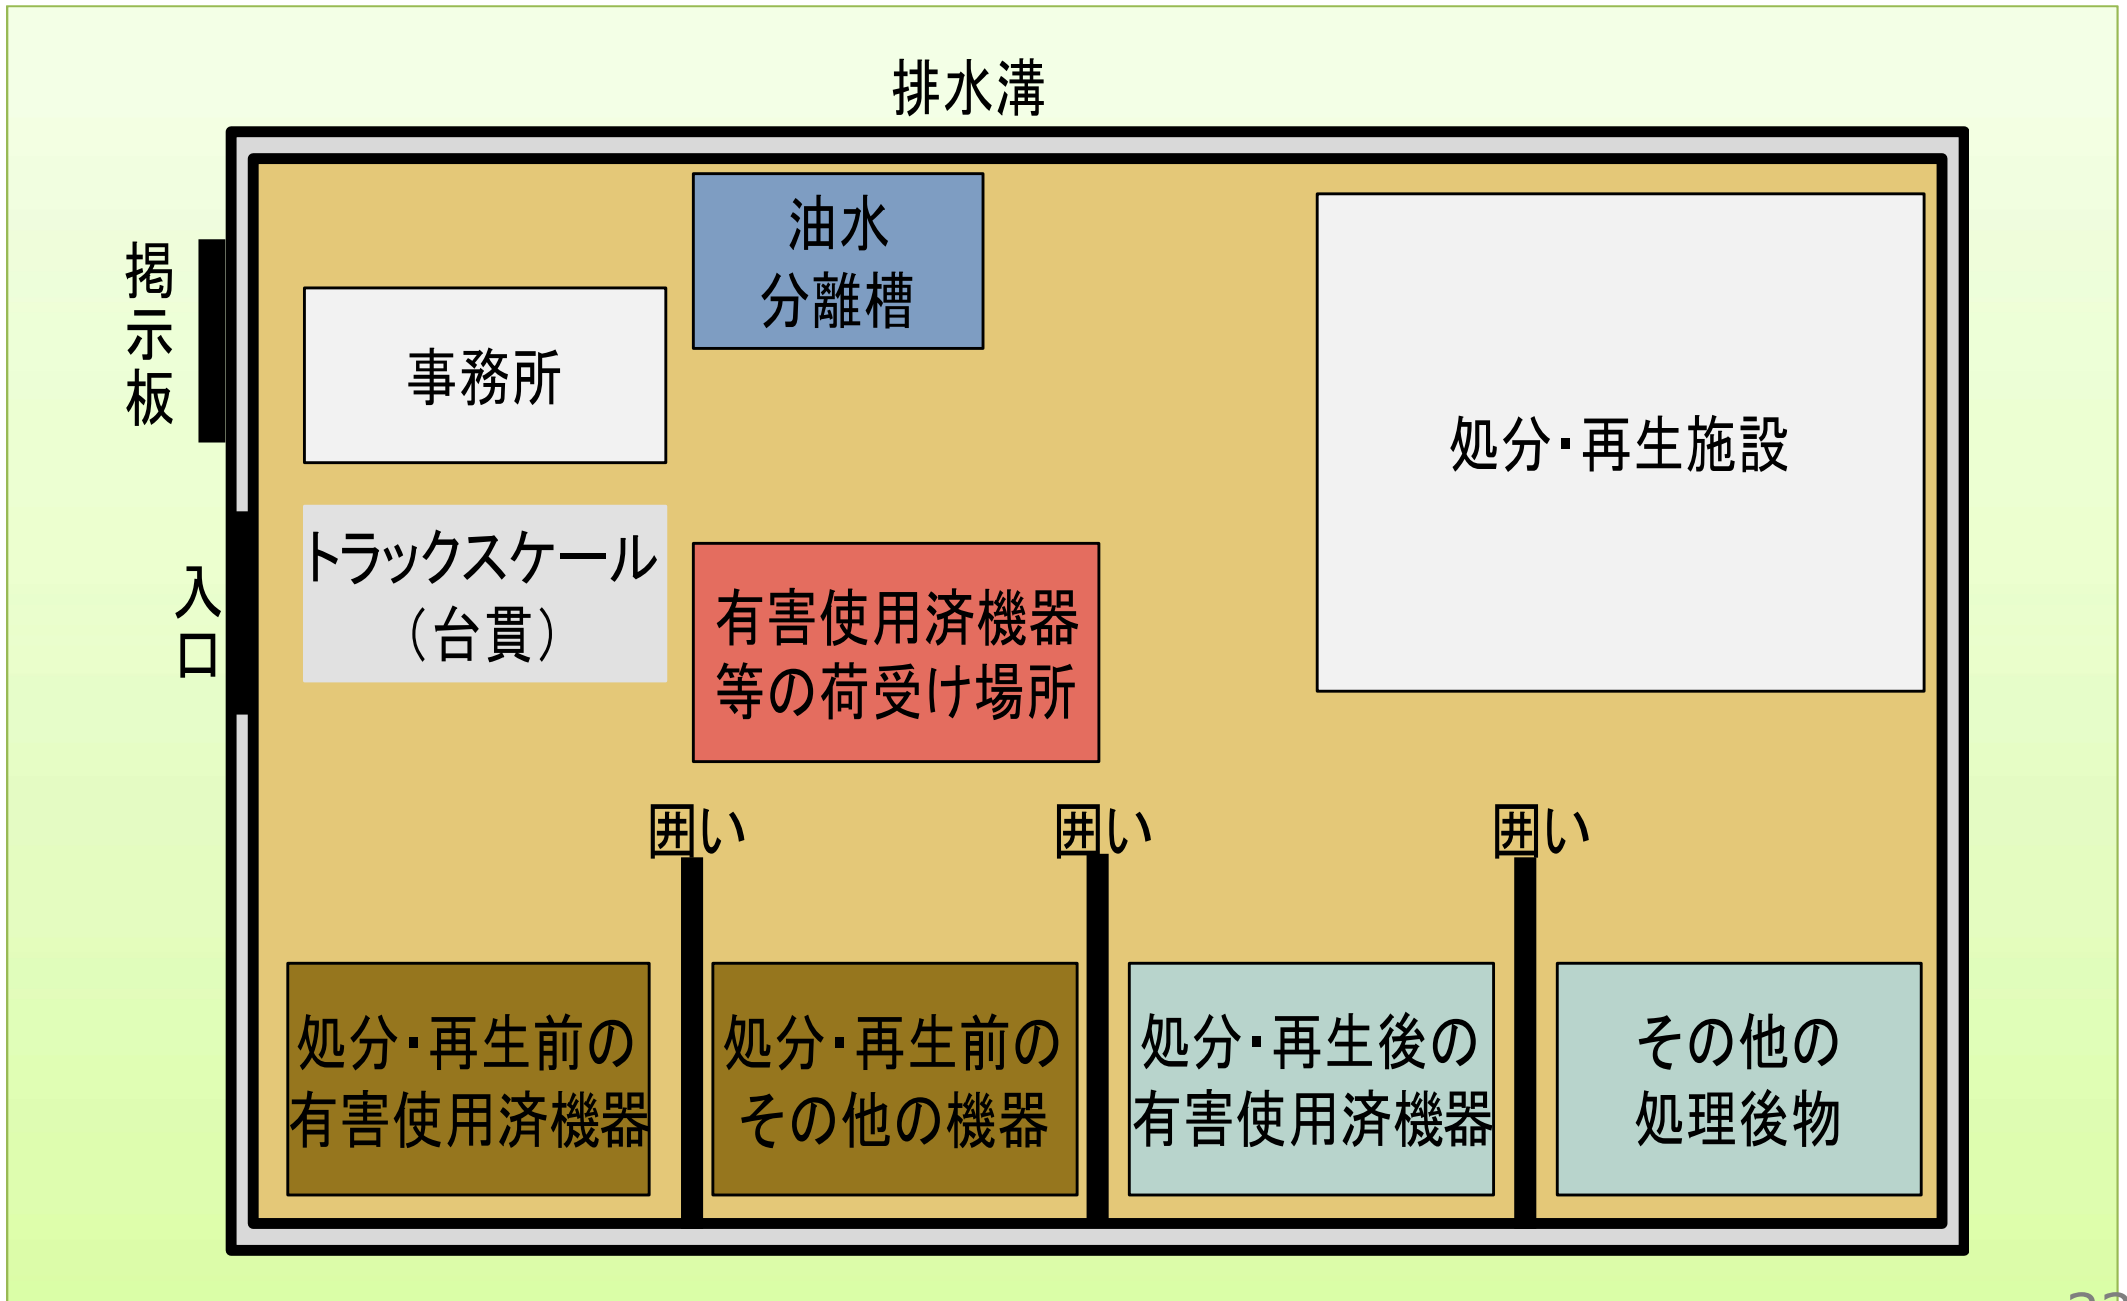 排水溝
掲示板
油水
分離槽
事務所
処分・再生施設
トラックスケール
（台貫）
入口
有害使用済機器
等の荷受け場所
囲い
囲い
囲い
処分・再生前の
有害使用済機器
処分・再生前の
その他の機器
処分・再生後の
有害使用済機器
その他の
処理後物